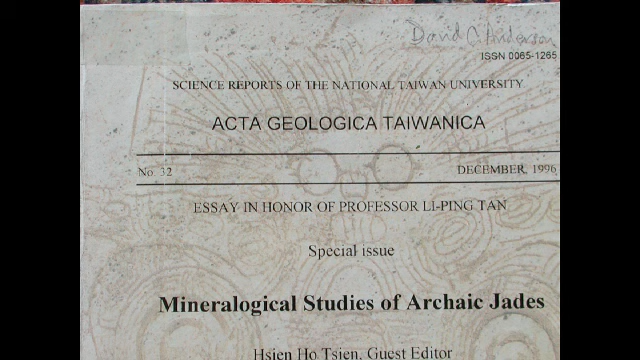 David C. Anderson
ISSN 0065-1265
SCIENCE REPORTS OF THE NATIONAL TAIWAN UNIVERSITY
ACTA GEOLOGICA TAIWANICA
No. 32 DECEMBER, 1996
ESSAY IN HONOR OF PROFESSOR LI-PING TAN
Special issue
Mineralogical Studies of Archaic Jades
Hsien Ho Tsien, Guest Editor